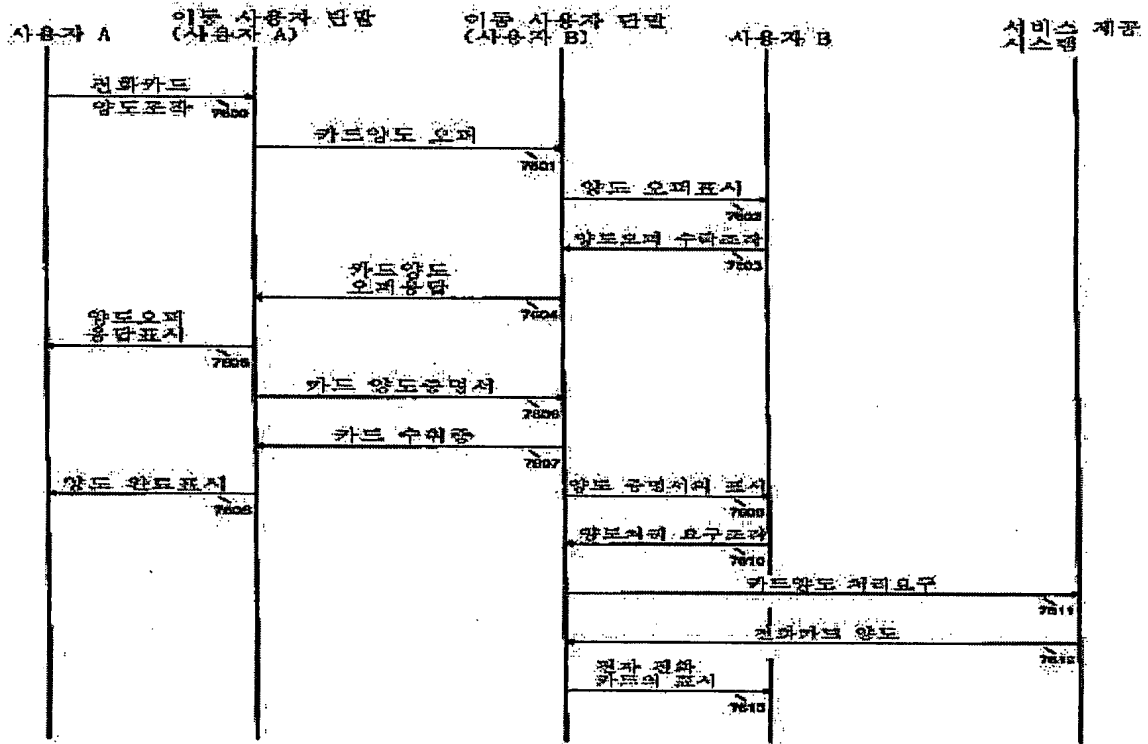 사용자 A
이동 사용자 단말
(사용자 A)
이동 사용자 단말
(사용자 B)
사용자 B
서비스 제공
시스템
전화카드
양도조작
7600
카드양도 오퍼
7601
양도 오퍼표시
7602
양도오퍼 수락조작
7603
카드양도
오퍼응답
7604
양도오퍼
응답표시
7605
카드 양도증명서
7606
카드 수취증
7607
양도 완료표시
7608
양도 증명서의 표시
7609
양도처리 요구조작
7610
카드양도 처리요구
7611
전화카드 양도
7612
전자 전화
카드의 표시
7613